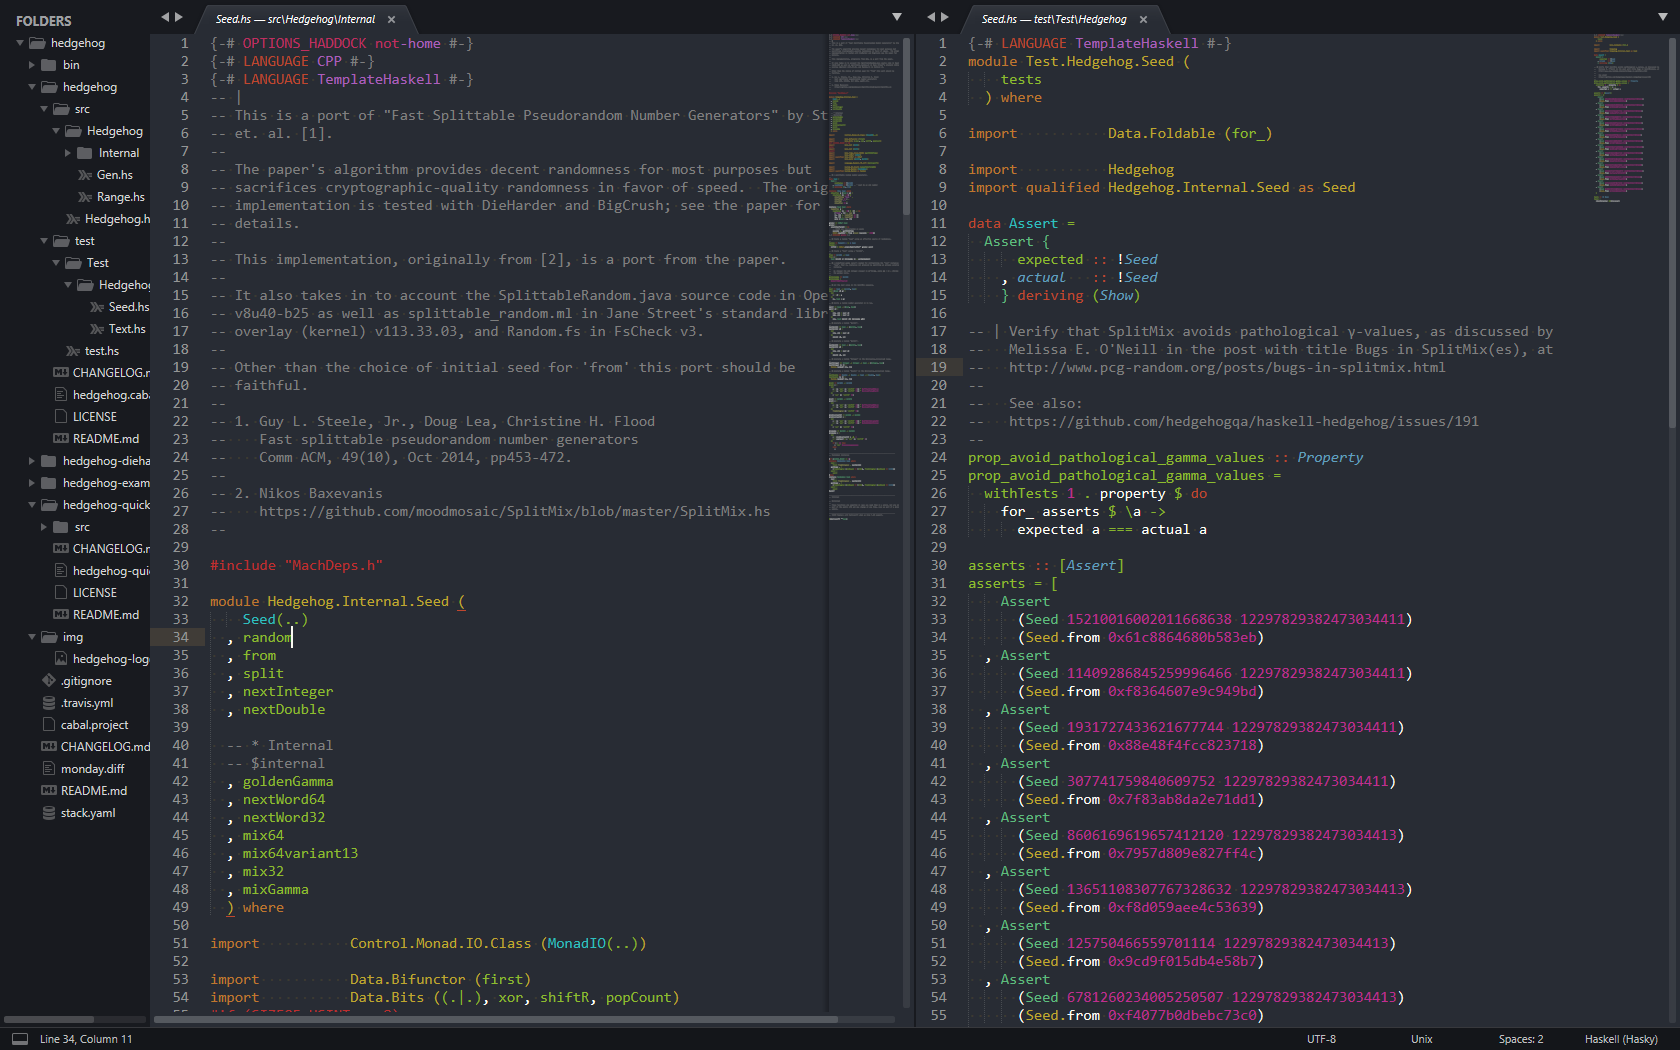 FOLDERS
hedgehog
bin
hedgehog
src
Hedgehog
Internal
Gen.hs
Range.hs
Hedgehog.h
test
Test
Hedgehog
Seed.hs
Text.hs
test.hs
CHANGELOG.r
hedgehog.caba
LICENSE
README.md
hedgehog-dieha
hedgehog-exam
hedgehog-quick
src
CHANGELOG.r
hedgehog-qui
LICENSE
README.md
img
hedgehog-log
.gitignore
.travis.yml
cabal.project
CHANGELOG.md
monday.diff
README.md
stack.yaml
Seed.hs — src\Hedgehog\Internal ×
1 {-# OPTIONS_HADDOCK not-home #-}
2 {-# LANGUAGE CPP #-}
3 {-# LANGUAGE TemplateHaskell #-}
4 -- |
5 -- This is a port of "Fast Splittable Pseudorandom Number Generators" by St
6 -- et. al. [1].
7 --
8 -- The paper's algorithm provides decent randomness for most purposes but
9 -- sacrifices cryptographic-quality randomness in favor of speed.  The orig
10 -- implementation is tested with DieHarder and BigCrush; see the paper for
11 -- details.
12 --
13 -- This implementation, originally from [2], is a port from the paper.
14 --
15 -- It also takes in to account the SplittableRandom.java source code in Ope
16 -- v8u40-b25 as well as splittable_random.ml in Jane Street's standard libr
17 -- overlay (kernel) v113.33.03, and Random.fs in FsCheck v3.
18 --
19 -- Other than the choice of initial seed for 'from' this port should be
20 -- faithful.
21 --
22 -- 1. Guy L. Steele, Jr., Doug Lea, Christine H. Flood
23 --    Fast splittable pseudorandom number generators
24 --    Comm ACM, 49(10), Oct 2014, pp453-472.
25 --
26 -- 2. Nikos Baxevanis
27 --    https://github.com/moodmosaic/SplitMix/blob/master/SplitMix.hs
28 --
29
30 #include "MachDeps.h"
31
32 module Hedgehog.Internal.Seed (
33     Seed(..)
34   , random
35   , from
36   , split
37   , nextInteger
38   , nextDouble
39
40   -- * Internal
41   -- $internal
42   , goldenGamma
43   , nextWord64
44   , nextWord32
45   , mix64
46   , mix64variant13
47   , mix32
48   , mixGamma
49   ) where
50
51 import           Control.Monad.IO.Class (MonadIO(..))
52
53 import           Data.Bifunctor (first)
54 import           Data.Bits ((.|.), xor, shiftR, popCount)
Seed.hs — test\Test\Hedgehog ×
1 {-# LANGUAGE TemplateHaskell #-}
2 module Test.Hedgehog.Seed (
3     tests
4   ) where
5
6 import           Data.Foldable (for_)
7
8 import           Hedgehog
9 import qualified Hedgehog.Internal.Seed as Seed
10
11 data Assert =
12   Assert {
13       expected :: !Seed
14     , actual   :: !Seed
15     } deriving (Show)
16
17 -- | Verify that SplitMix avoids pathological γ-values, as discussed by
18 --   Melissa E. O'Neill in the post with title Bugs in SplitMix(es), at
19 --   http://www.pcg-random.org/posts/bugs-in-splitmix.html
20 --
21 --   See also:
22 --   https://github.com/hedgehogqa/haskell-hedgehog/issues/191
23 --
24 prop_avoid_pathological_gamma_values :: Property
25 prop_avoid_pathological_gamma_values =
26   withTests 1 . property $ do
27     for_ asserts $ \a ->
28       expected a === actual a
29
30 asserts :: [Assert]
31 asserts = [
32     Assert
33       (Seed 15210016002011668638 12297829382473034411)
34       (Seed.from 0x61c8864680b583eb)
35   , Assert
36       (Seed 11409286845259996466 12297829382473034411)
37       (Seed.from 0xf8364607e9c949bd)
38   , Assert
39       (Seed 1931727433621677744 12297829382473034411)
40       (Seed.from 0x88e48f4fcc823718)
41   , Assert
42       (Seed 307741759840609752 12297829382473034411)
43       (Seed.from 0x7f83ab8da2e71dd1)
44   , Assert
45       (Seed 8606169619657412120 12297829382473034413)
46       (Seed.from 0x7957d809e827ff4c)
47   , Assert
48       (Seed 13651108307767328632 12297829382473034413)
49       (Seed.from 0xf8d059aee4c53639)
50   , Assert
51       (Seed 125750466559701114 12297829382473034413)
52       (Seed.from 0x9cd9f015db4e58b7)
53   , Assert
54       (Seed 6781260234005250507 12297829382473034413)
55       (Seed.from 0xf4077b0dbebc73c0)
Line 34, Column 11
UTF-8
Unix
Spaces: 2
Haskell (Hasky)